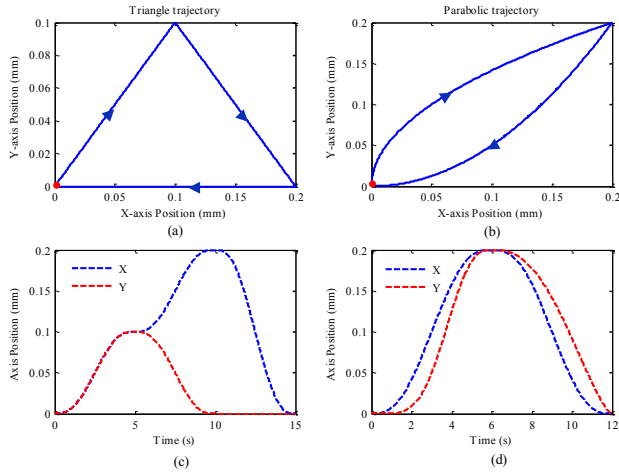 Triangle trajectory
Parabolic trajectory
Y-axis Position (mm)
0.1
0.08
0.06
0.04
0.02
0
0
0.05
0.1
0.15
0.2
X-axis Position (mm)
(a)
Y-axis Position (mm)
0.2
0.15
0.1
0.05
0
0
0.05
0.1
0.15
0.2
X-axis Position (mm)
(b)
Axis Position (mm)
0.2
0.15
0.1
0.05
0
X
Y
0
5
10
15
Time (s)
(c)
Axis Position (mm)
0.2
0.15
0.1
0.05
0
X
Y
0
2
4
6
8
10
12
Time (s)
(d)